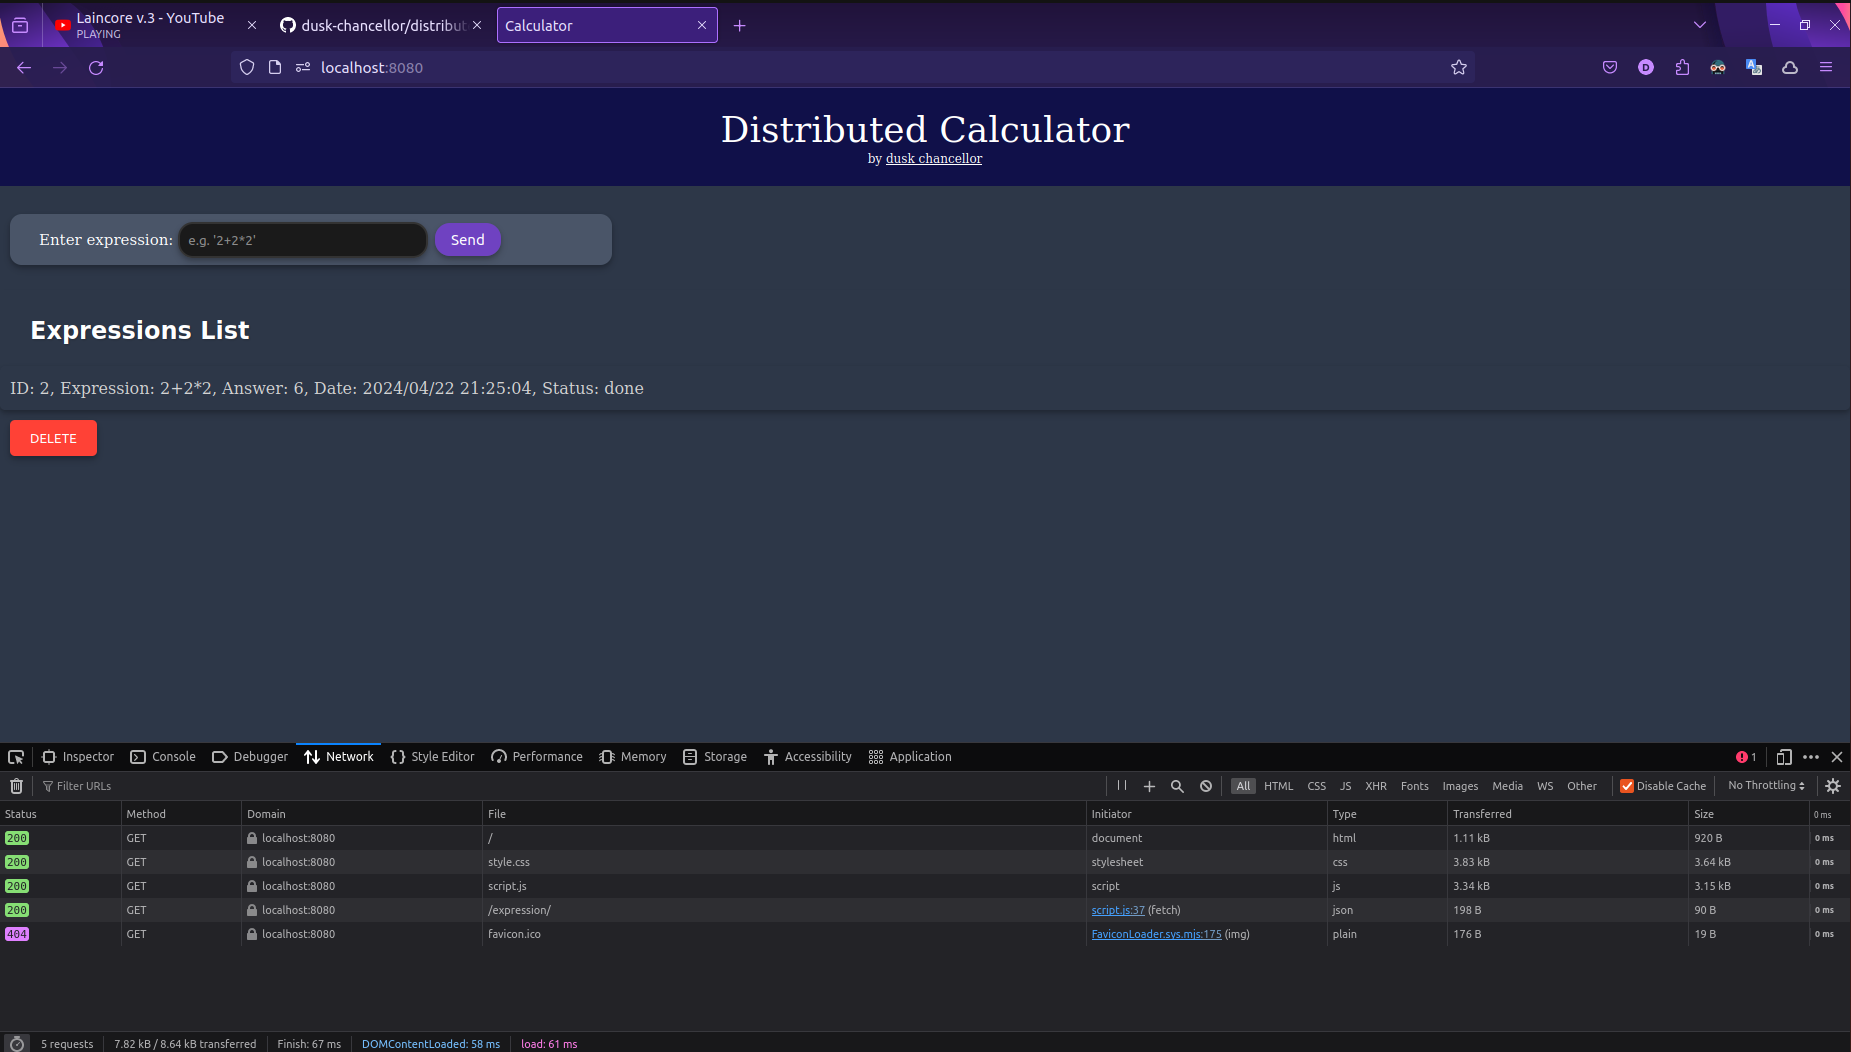 Laincore v.3 - YouTube
PLAYING
dusk-chancellor/distribut
Calculator
localhost:8080
D
Distributed Calculator
by dusk chancellor
Enter expression: e.g. '2+2*2' Send
Expressions List
ID: 2, Expression: 2+2*2, Answer: 6, Date: 2024/04/22 21:25:04, Status: done
DELETE
Inspector Console Debugger Network Style Editor Performance Memory Storage Accessibility Application 1
Filter URLs All HTML CSS JS XHR Fonts Images Media WS Other Disable Cache No Throttling
Status Method Domain File Initiator Type Transferred Size 0 ms
200 GET localhost:8080 / document html 1.11 kB 920 B 0 ms
200 GET localhost:8080 style.css stylesheet css 3.83 kB 3.64 kB 0 ms
200 GET localhost:8080 script.js script js 3.34 kB 3.15 kB 0 ms
200 GET localhost:8080 /expression/ script.js:37 (fetch) json 198 B 90 B 0 ms
404 GET localhost:8080 favicon.ico FaviconLoader.sys.mjs:175 (img) plain 176 B 19 B 0 ms
5 requests 7.82 kB / 8.64 kB transferred Finish: 67 ms DOMContentLoaded: 58 ms load: 61 ms